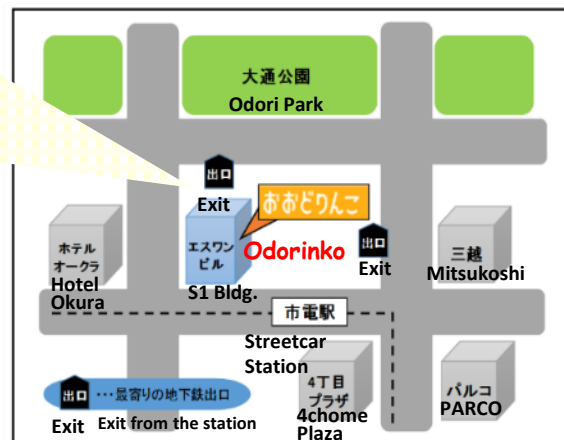 大通公園
Odori Park
出口
Exit
おおどりんこ
ホテル
オークラ
Hotel
Okura
エスワン
ビル
S1 Bldg.
Odorinko
出口
Exit
三越
Mitsukoshi
市電駅
Streetcar
Station
4丁目
プラザ
4chome
Plaza
パルコ
PARCO
出口
・・・最寄りの地下鉄出口
Exit
Exit from the station